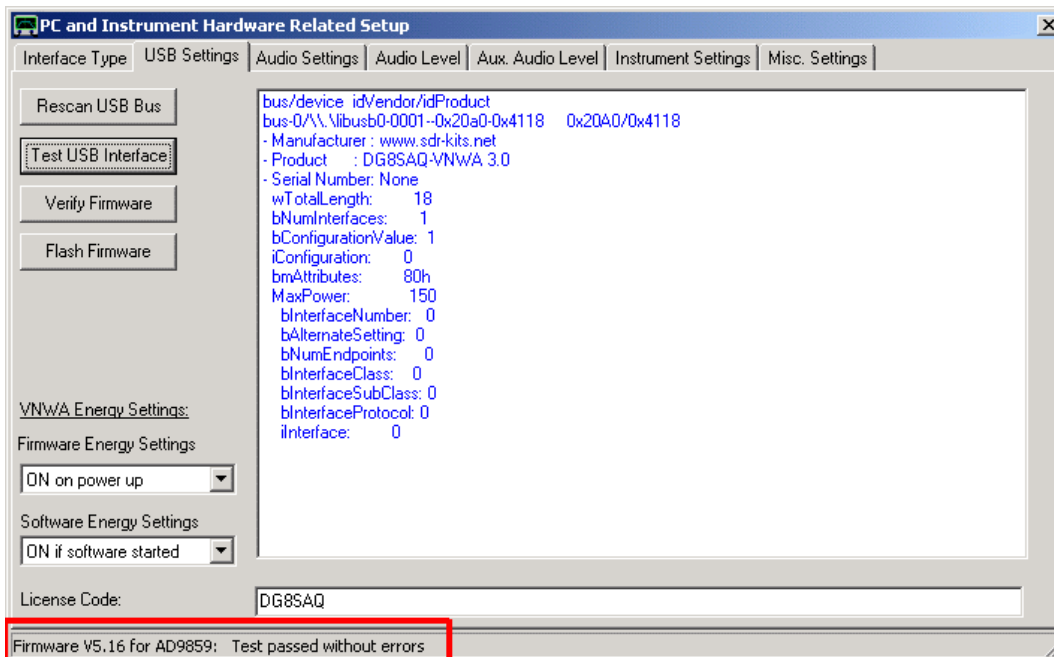 PC and Instrument Hardware Related Setup
Interface Type USB Settings Audio Settings Audio Level Aux. Audio Level Instrument Settings Misc. Settings
Rescan USB Bus
Test USB Interface
Verify Firmware
Flash Firmware
bus/device idVendor/idProduct
bus-0/\\.\libusb0-0001--0x20a0-0x4118 0x20A0/0x4118
- Manufacturer : www.sdr-kits.net
- Product : DG8SAQ-VNWA 3.0
- Serial Number: None
wTotalLength: 18
bNumInterfaces: 1
bConfigurationValue: 1
iConfiguration: 0
bmAttributes: 80h
MaxPower: 150
bInterfaceNumber: 0
bAlternateSetting: 0
bNumEndpoints: 0
bInterfaceClass: 0
bInterfaceSubClass: 0
bInterfaceProtocol: 0
iInterface: 0
VNWA Energy Settings:
Firmware Energy Settings
ON on power up
Software Energy Settings
ON if software started
License Code: DG8SAQ
Firmware V5.16 for AD9859: Test passed without errors